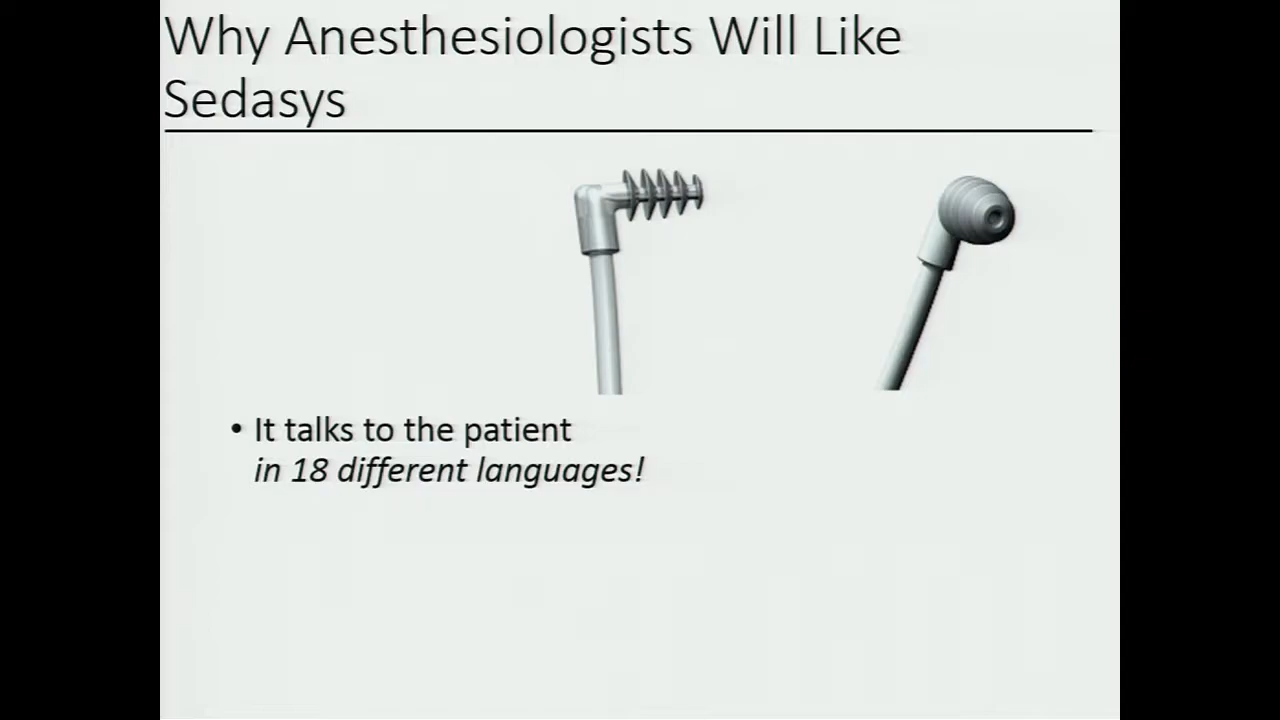 Why Anesthesiologists Will Like
Sedasys
• It talks to the patient
in 18 different languages!